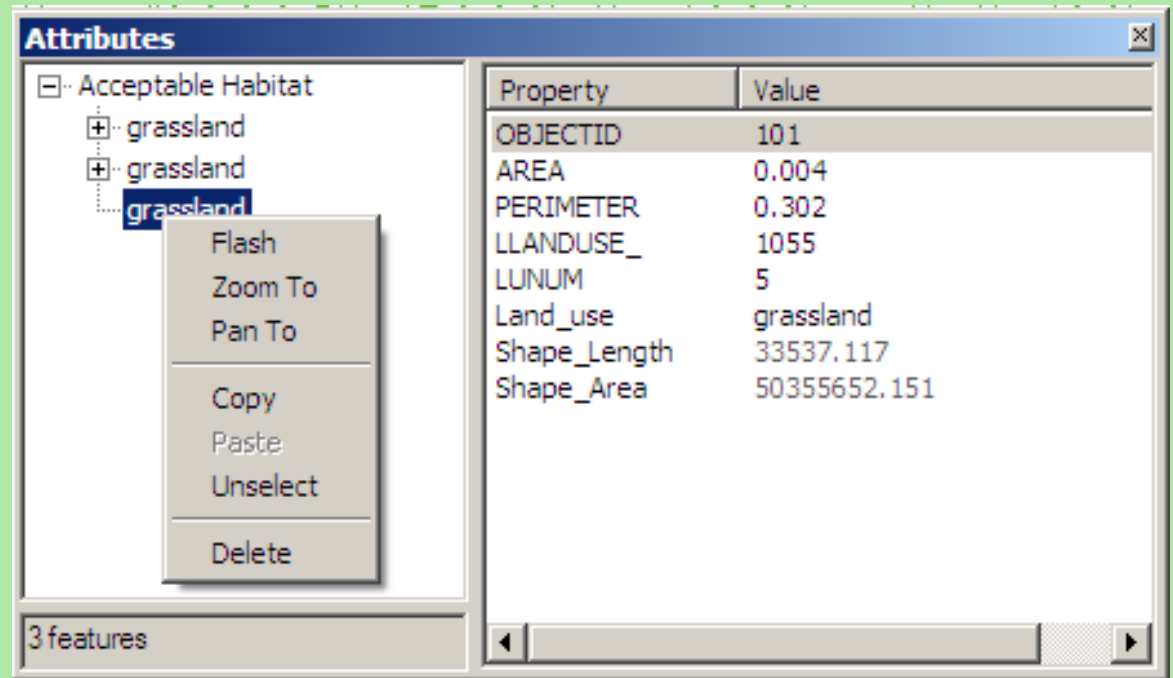 Attributes
Acceptable Habitat
grassland
grassland
grassland
Flash
Zoom To
Pan To
Copy
Paste
Unselect
Delete
3 features
Property Value
OBJECTID 101
AREA 0.004
PERIMETER 0.302
LLANDUSE_ 1055
LUNUM 5
Land_use grassland
Shape_Length 33537.117
Shape_Area 50355652.151